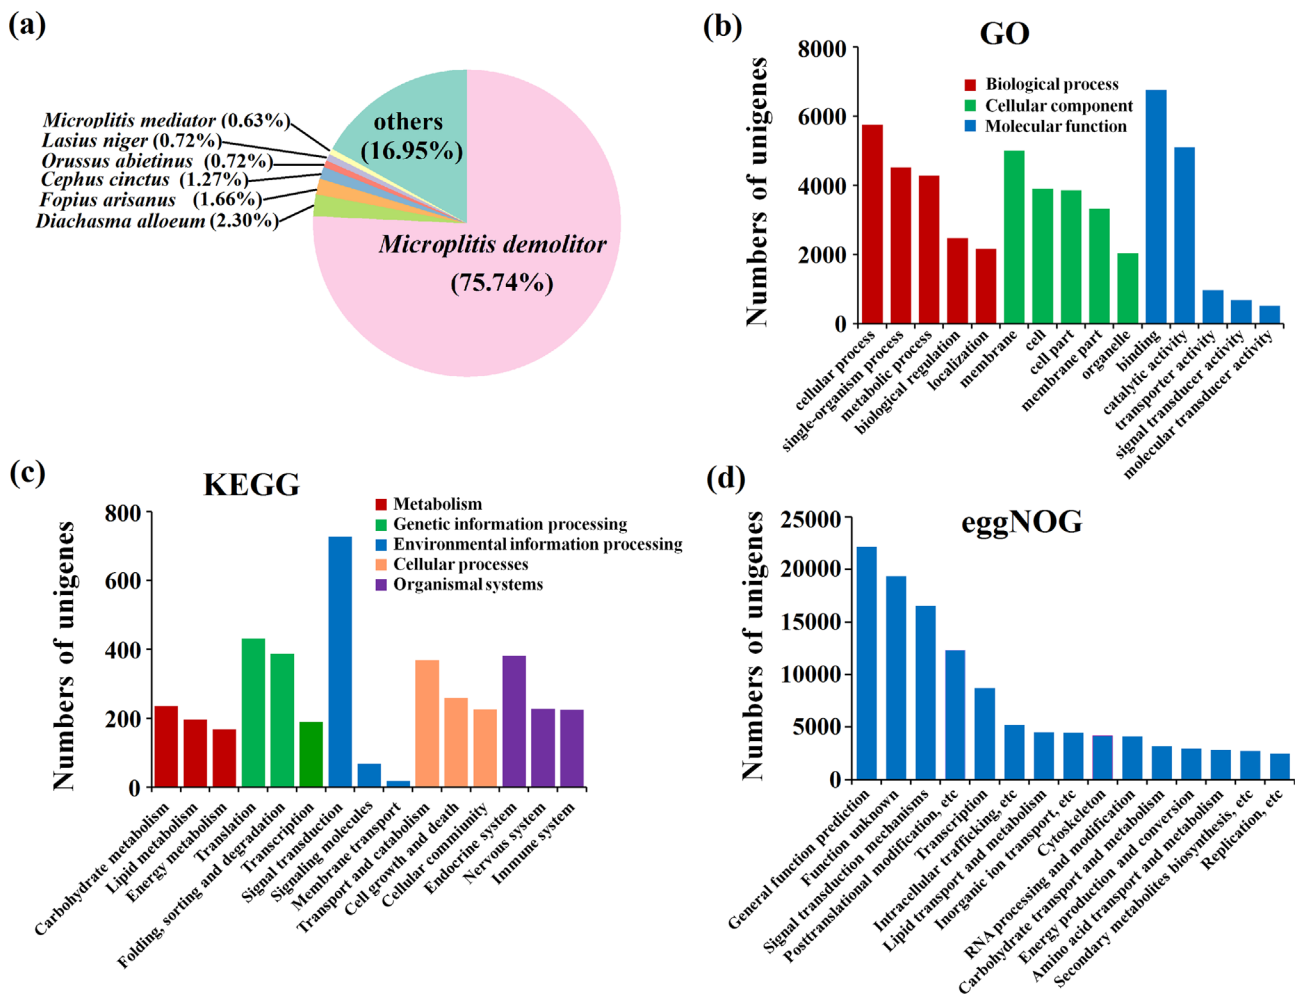 (a)
Microplitis mediator (0.63%)
Lasius niger (0.72%)
Orussus abietinus (0.72%)
Cephus cinctus (1.27%)
Fopius arisanus (1.66%)
Diachasma alloeum (2.30%)
others
(16.95%)
Microplitis demolitor
(75.74%)
(b)
GO
Numbers of unigenes
8000
6000
4000
2000
0
Biological process
Cellular component
Molecular function
cellular process
single-organism process
metabolic process
biological regulation
localization
membrane
cell
cell part
membrane part
organelle
binding
catalytic activity
transporter activity
signal transducer activity
molecular transducer activity
(c)
KEGG
Numbers of unigenes
800
600
400
200
0
Metabolism
Genetic information processing
Environmental information processing
Cellular processes
Organismal systems
Carbohydrate metabolism
Lipid metabolism
Energy metabolism
Translation
Folding, sorting and degradation
Transcription
Signal transduction
Signaling molecules
Membrane transport
Transport and catabolism
Cell growth and death
Cellular community
Endocrine system
Nervous system
Immune system
(d)
eggNOG
Numbers of unigenes
25000
20000
15000
10000
5000
0
General function prediction
Function unknown
Signal transduction mechanisms
Posttranslational modification, etc
Transcription
Intracellular trafficking, etc
Lipid transport and metabolism
Inorganic ion transport, etc
Cytoskeleton
RNA processing and modification
Carbohydrate transport and metabolism
Energy production and conversion
Amino acid transport and metabolism
Secondary metabolites biosynthesis, etc
Replication, etc